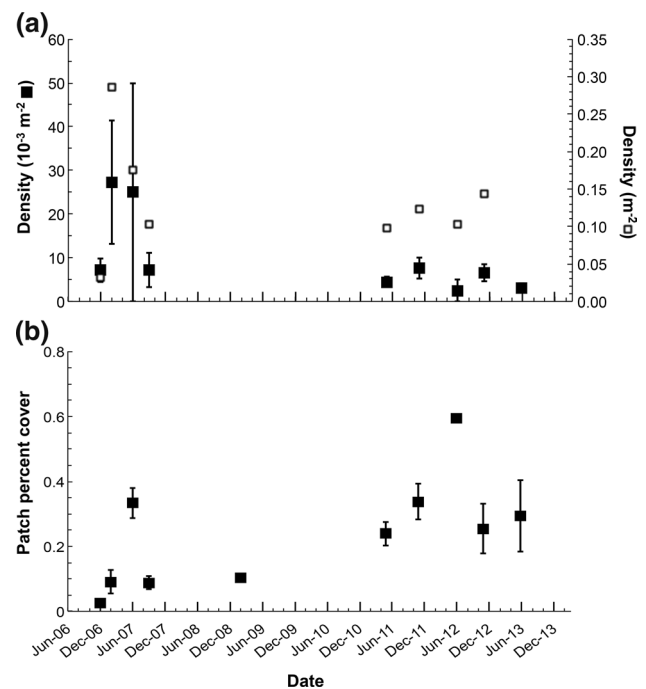 (a)
60
50
40
30
20
10
0
Density (10-3 m-2 ■)
0.35
0.30
0.25
0.20
0.15
0.10
0.05
0.00
Density (m-2 □)
(b)
0.8
0.6
0.4
0.2
0
Patch percent cover
Jun-06
Dec-06
Jun-07
Dec-07
Jun-08
Dec-08
Jun-09
Dec-09
Jun-10
Dec-10
Jun-11
Dec-11
Jun-12
Dec-12
Jun-13
Dec-13
Date